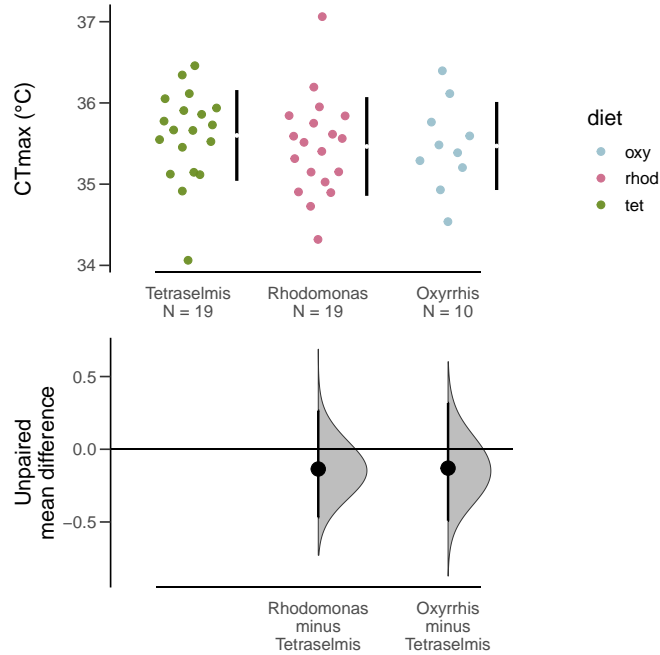 CTmax (°C)
37
36
35
34
Tetraselmis
N = 19
Rhodomonas
N = 19
Oxyrrhis
N = 10
diet
oxy
rhod
tet
Unpaired
mean difference
0.5
0.0
−0.5
Rhodomonas
minus
Tetraselmis
Oxyrrhis
minus
Tetraselmis